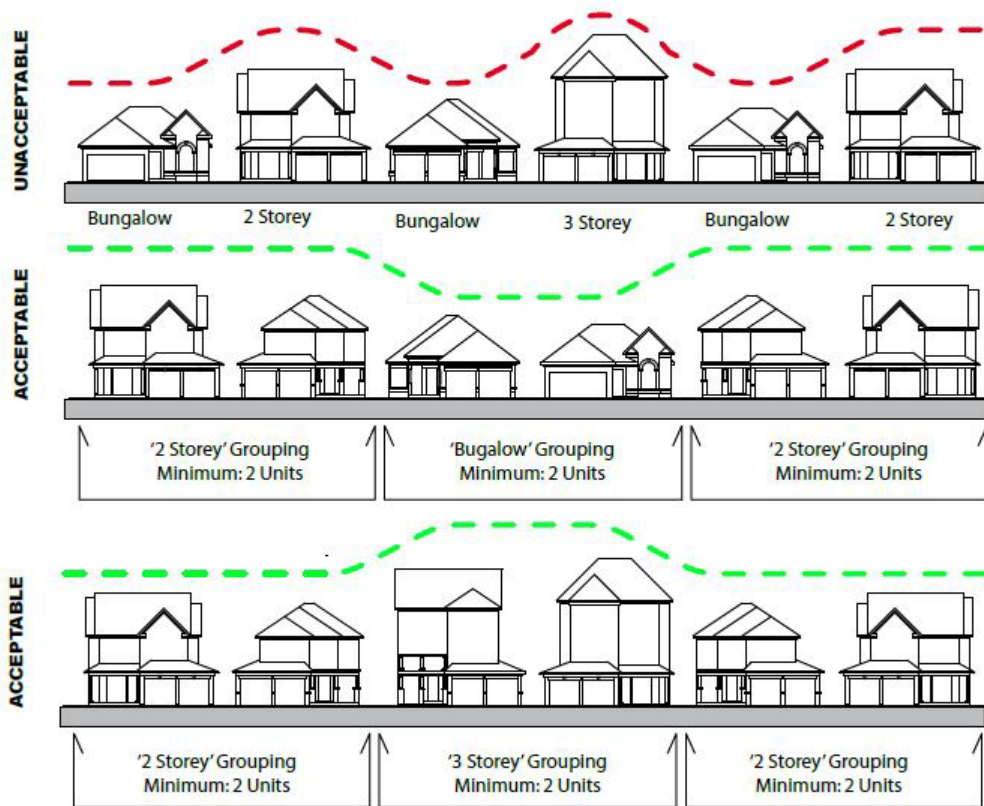 UNACCEPTABLE
Bungalow
2 Storey
Bungalow
3 Storey
Bungalow
2 Storey
ACCEPTABLE
'2 Storey' Grouping
Minimum: 2 Units
'Bugalow' Grouping
Minimum: 2 Units
'2 Storey' Grouping
Minimum: 2 Units
ACCEPTABLE
'2 Storey' Grouping
Minimum: 2 Units
'3 Storey' Grouping
Minimum: 2 Units
'2 Storey' Grouping
Minimum: 2 Units